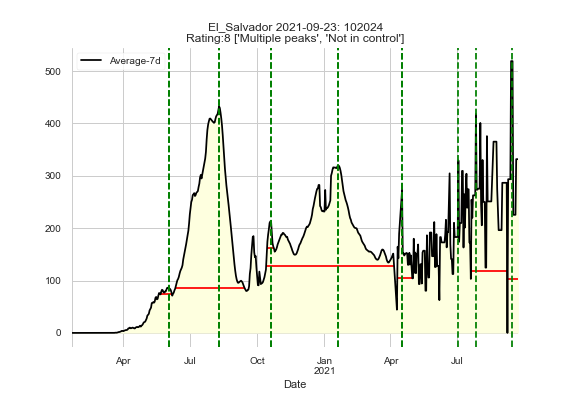 El_Salvador 2021-09-23: 102024
Rating:8 ['Multiple peaks', 'Not in control']
Average-7d
500
400
300
200
100
0
Apr Jul Oct Jan Apr Jul
2021
Date